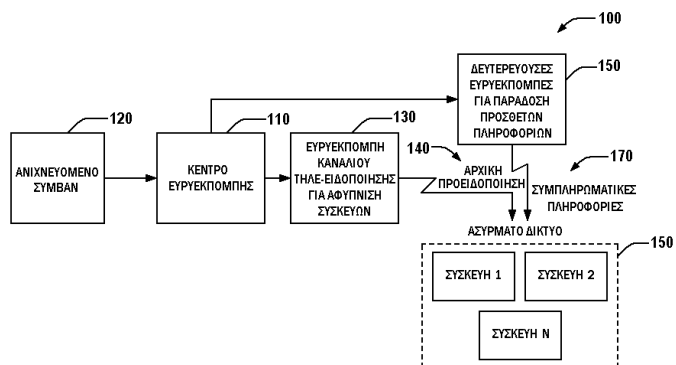 100
ΔΕΥΤΕΡΕΥΟΥΣΕΣ
ΕΥΡΥΕΚΠΟΜΠΕΣ
ΓΙΑ ΠΑΡΑΔΟΣΗ
ΠΡΟΣΘΕΤΩΝ
ΠΛΗΡΟΦΟΡΙΩΝ
150
120
ΑΝΙΧΝΕΥΟΜΕΝΟ
ΣΥΜΒΑΝ
110
ΚΕΝΤΡΟ
ΕΥΡΥΕΚΠΟΜΠΗΣ
130
ΕΥΡΥΕΚΠΟΜΠΗ
ΚΑΝΑΛΙΟΥ
ΤΗΛΕ-ΕΙΔΟΠΟΙΗΣΗΣ
ΓΙΑ ΑΦΥΠΝΙΣΗ
ΣΥΣΚΕΥΩΝ
140
ΑΡΧΙΚΗ
ΠΡΟΕΙΔΟΠΟΙΗΣΗ
170
ΣΥΜΠΛΗΡΩΜΑΤΙΚΕΣ
ΠΛΗΡΟΦΟΡΙΕΣ
ΑΣΥΡΜΑΤΟ ΔΙΚΤΥΟ
150
ΣΥΣΚΕΥΗ 1
ΣΥΣΚΕΥΗ 2
ΣΥΣΚΕΥΗ Ν